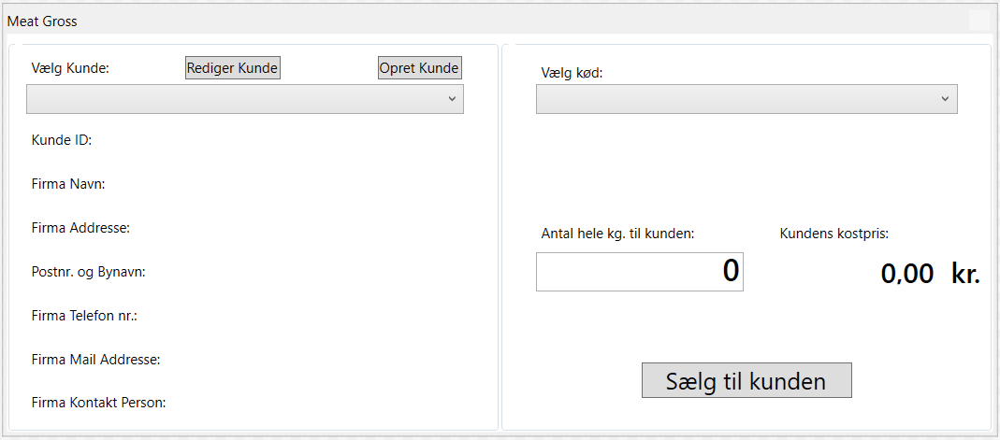 Meat Gross
Vælg Kunde:
Rediger Kunde
Opret Kunde
Kunde ID:
Firma Navn:
Firma Addresse:
Postnr. og Bynavn:
Firma Telefon nr.:
Firma Mail Addresse:
Firma Kontakt Person:
Vælg kød:
Antal hele kg. til kunden:
Kundens kostpris:
0
0,00 kr.
Sælg til kunden